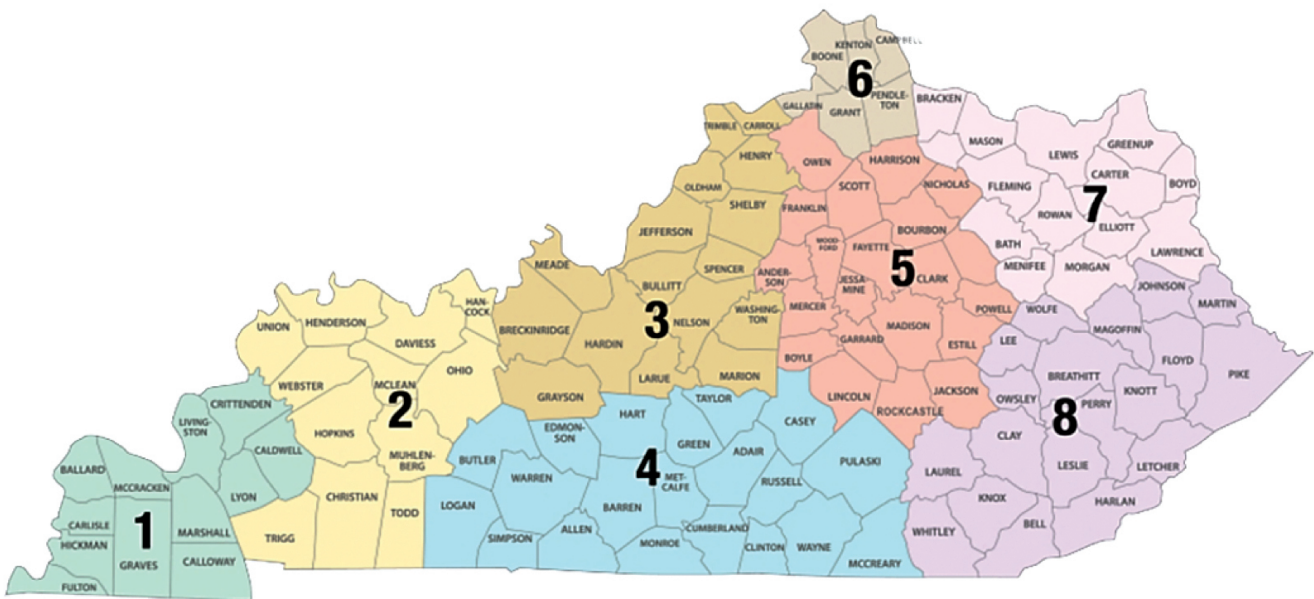 KENTON
CAMPBELL
BOONE
6
PENDLE-
TON
GALLATIN
GRANT
BRACKEN
TRIMBLE
CARROLL
MASON
HENRY
OWEN
HARRISON
LEWIS
GREENUP
CARTER
OLDHAM
SCOTT
NICHOLAS
FLEMING
BOYD
SHELBY
FRANKLIN
ROWAN
7
JEFFERSON
BOURBON
ELLIOTT
WOOD-
FORD
FAYETTE
BATH
LAWRENCE
MEADE
SPENCER
ANDER-
SON
5
CLARK
MENIFEE
MORGAN
BULLITT
JESSA-
MINE
JOHNSON
HAN-
COCK
WASHING-
TON
MERCER
POWELL
WOLFE
MARTIN
UNION
HENDERSON
BRECKINRIDGE
3
NELSON
MADISON
MAGOFFIN
DAVIESS
HARDIN
GARRARD
ESTILL
LEE
BOYLE
FLOYD
OHIO
LARUE
MARION
BREATHITT
PIKE
WEBSTER
MCLEAN
GRAYSON
LINCOLN
JACKSON
OWSLEY
KNOTT
CRITTENDEN
2
TAYLOR
ROCKCASTLE
PERRY
LIVING-
STON
HOPKINS
EDMON-
SON
HART
CASEY
8
CALDWELL
MUHLEN-
BERG
BUTLER
GREEN
ADAIR
CLAY
BALLARD
4
PULASKI
LAUREL
LESLIE
LETCHER
MCCRACKEN
LYON
CHRISTIAN
WARREN
MET-
CALFE
RUSSELL
KNOX
HARLAN
TODD
LOGAN
BARREN
CARLISLE
1
MARSHALL
ALLEN
CUMBERLAND
WHITLEY
BELL
HICKMAN
TRIGG
SIMPSON
MONROE
CLINTON
WAYNE
GRAVES
CALLOWAY
MCCREARY
FULTON